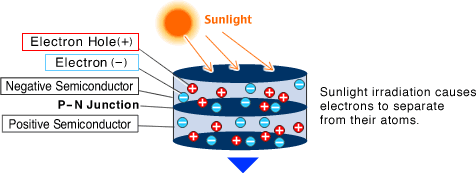 Sunlight
Electron Hole(+)
Electron (−)
Negative Semiconductor
P−N Junction
Positive Semiconductor
Sunlight irradiation causes
electrons to separate
from their atoms.